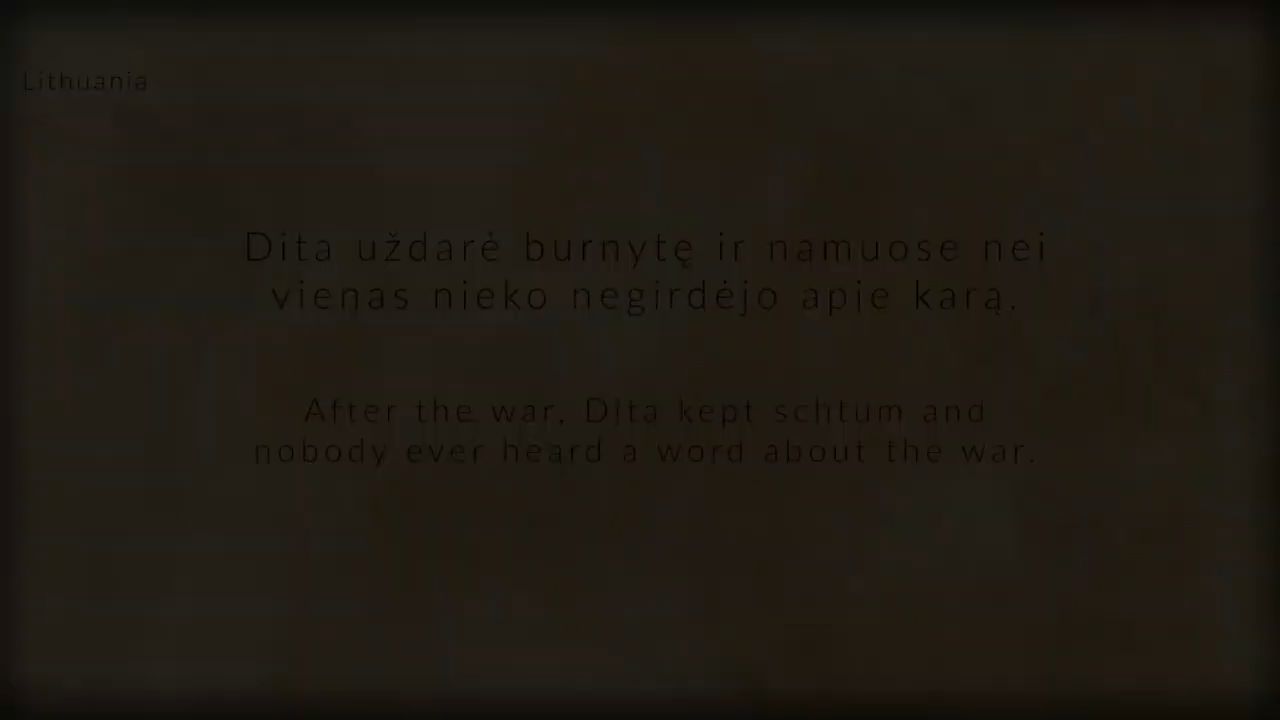 Lithuania
Dita uždarė burnytę ir namuose nei
vienas nieko negirdėjo apie karą.
After the war, Dita kept schtum and
nobody ever heard a word about the war.